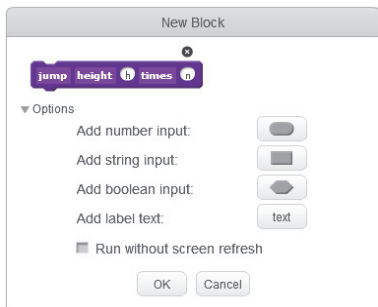 New Block
jump height h times n
Options
Add number input:
Add string input:
Add boolean input:
Add label text: text
Run without screen refresh
OK Cancel